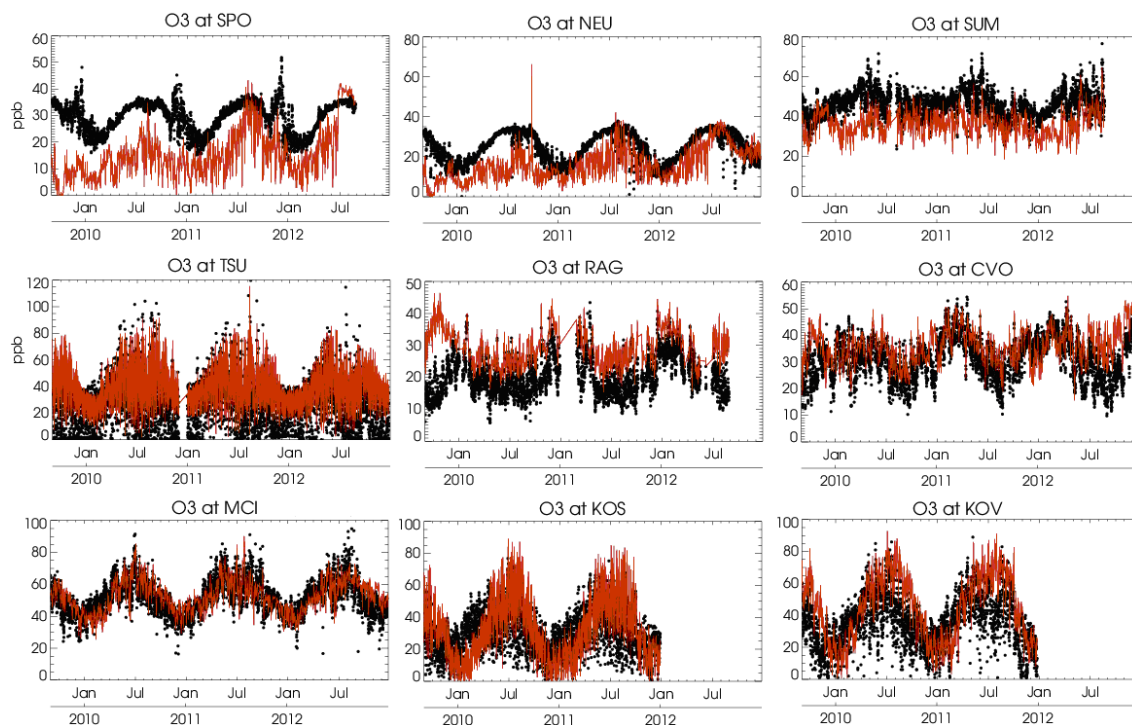 O3 at SPO O3 at NEU O3 at SUM
60 50 40 30 20 10 0 ppb
80 60 40 20 0
80 60 40 20 0
Jan Jul Jan Jul Jan Jul
2010 2011 2012
Jan Jul Jan Jul Jan Jul
2010 2011 2012
Jan Jul Jan Jul Jan Jul
2010 2011 2012
O3 at TSU O3 at RAG O3 at CVO
120 100 80 60 40 20 0 ppb
50 40 30 20 10 0
60 50 40 30 20 10 0
Jan Jul Jan Jul Jan Jul
2010 2011 2012
Jan Jul Jan Jul Jan Jul
2010 2011 2012
Jan Jul Jan Jul Jan Jul
2010 2011 2012
O3 at MCI O3 at KOS O3 at KOV
100 80 60 40 20 0 ppb
100 80 60 40 20 0
100 80 60 40 20 0
Jan Jul Jan Jul Jan Jul
2010 2011 2012
Jan Jul Jan Jul Jan Jul
2010 2011 2012
Jan Jul Jan Jul Jan Jul
2010 2011 2012